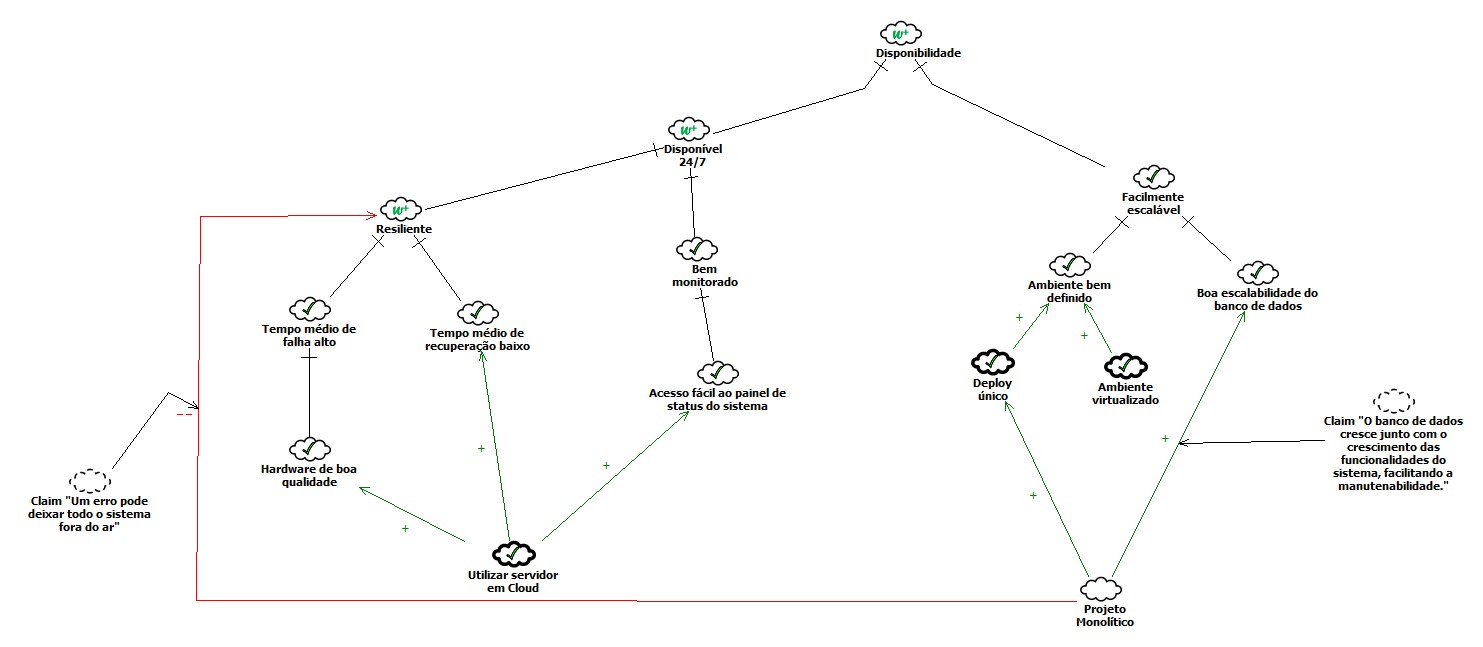 w+
Disponibilidade
w+
Disponível
24/7
Facilmente
escalável
w+
Resiliente
Bem
monitorado
Ambiente bem
definido
Boa escalabilidade do
banco de dados
+
+
Tempo médio de
falha alto
Tempo médio de
recuperação baixo
Deploy
único
Ambiente
virtualizado
Acesso fácil ao painel de
status do sistema
--
Claim "O banco de dados
cresce junto com o
crescimento das
funcionalidades do
sistema, facilitando a
manutenabilidade."
+
+
+
+
+
Hardware de boa
qualidade
Claim "Um erro pode
deixar todo o sistema
fora do ar"
Utilizar servidor
em Cloud
Projeto
Monolítico